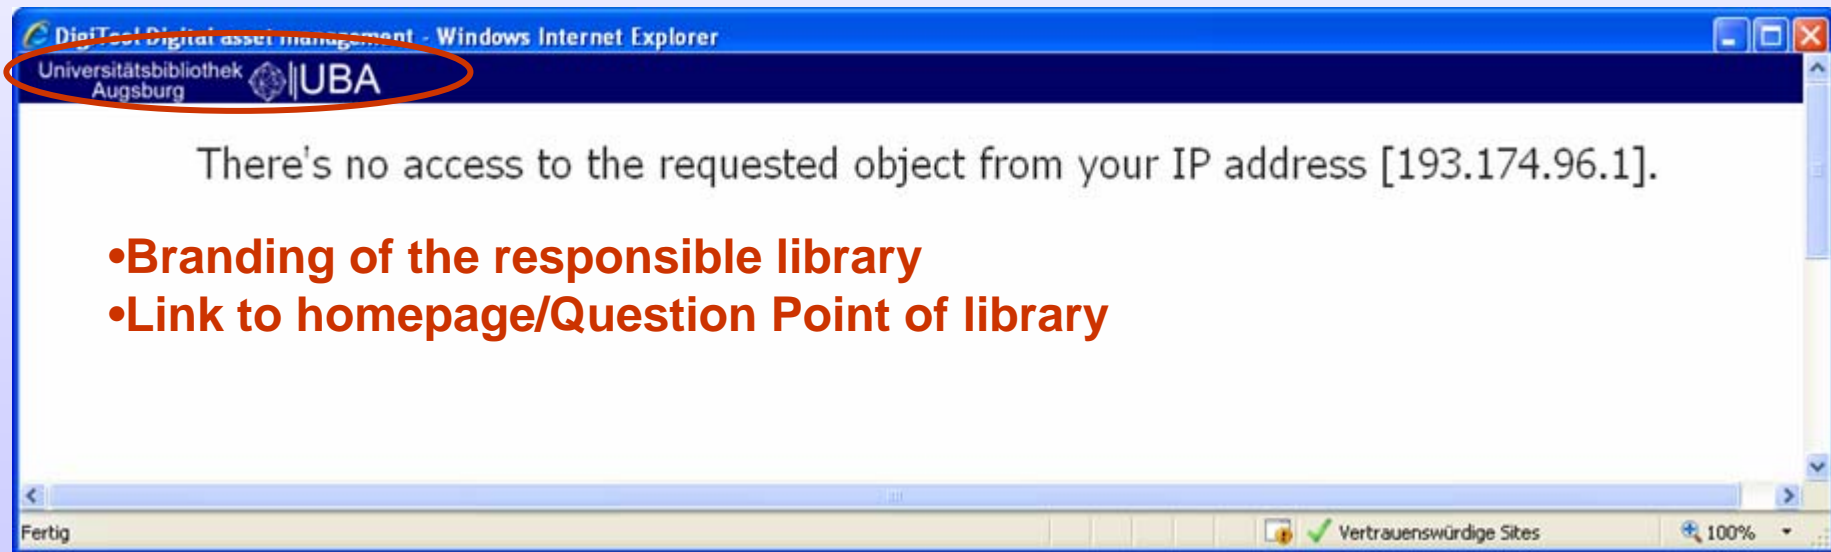 DigiTool Digital asset management - Windows Internet Explorer
Universitätsbibliothek
Augsburg
UBA
There's no access to the requested object from your IP address [193.174.96.1].
•Branding of the responsible library
•Link to homepage/Question Point of library
Fertig
Vertrauenswürdige Sites
100%